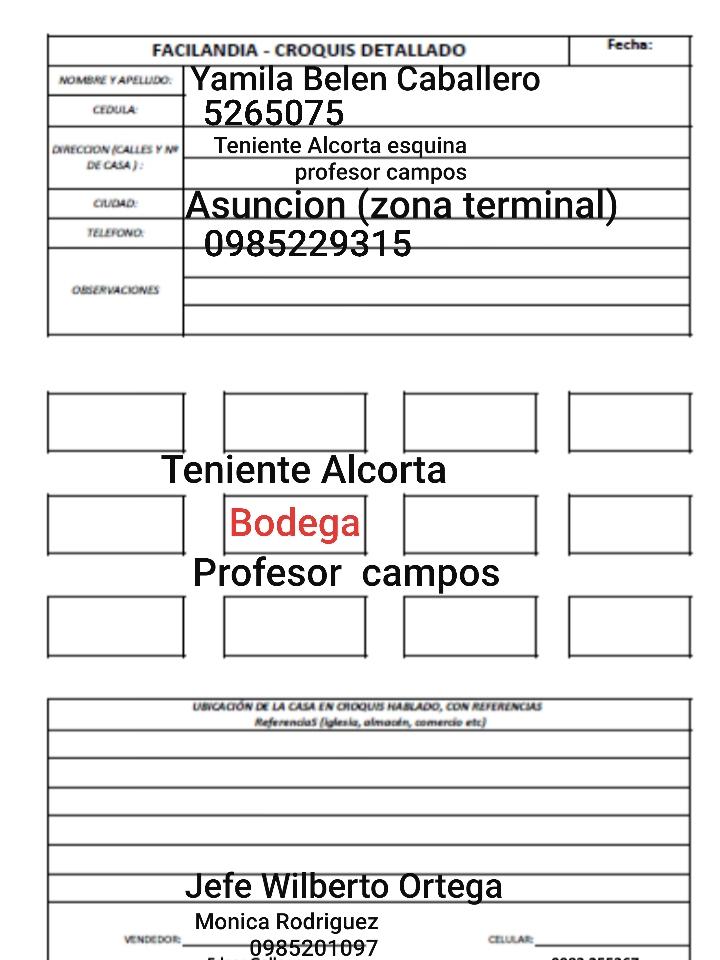 FACILANDIA - CROQUIS DETALLADO
Fecha:
NOMBRE Y APELLIDO: Yamila Belen Caballero
CEDULA: 5265075
DIRECCION (CALLES Y Nº DE CASA ) : Teniente Alcorta esquina
profesor campos
CIUDAD: Asuncion (zona terminal)
TELEFONO: 0985229315
OBSERVACIONES
Teniente Alcorta
Bodega
Profesor campos
UBICACIÓN DE LA CASA EN CROQUIS HABLADO, CON REFERENCIAS
ReferenciaS (iglesia, almacén, comercio etc)
Jefe Wilberto Ortega
Monica Rodriguez
VENDEDOR: 0985201097
CELULAR: